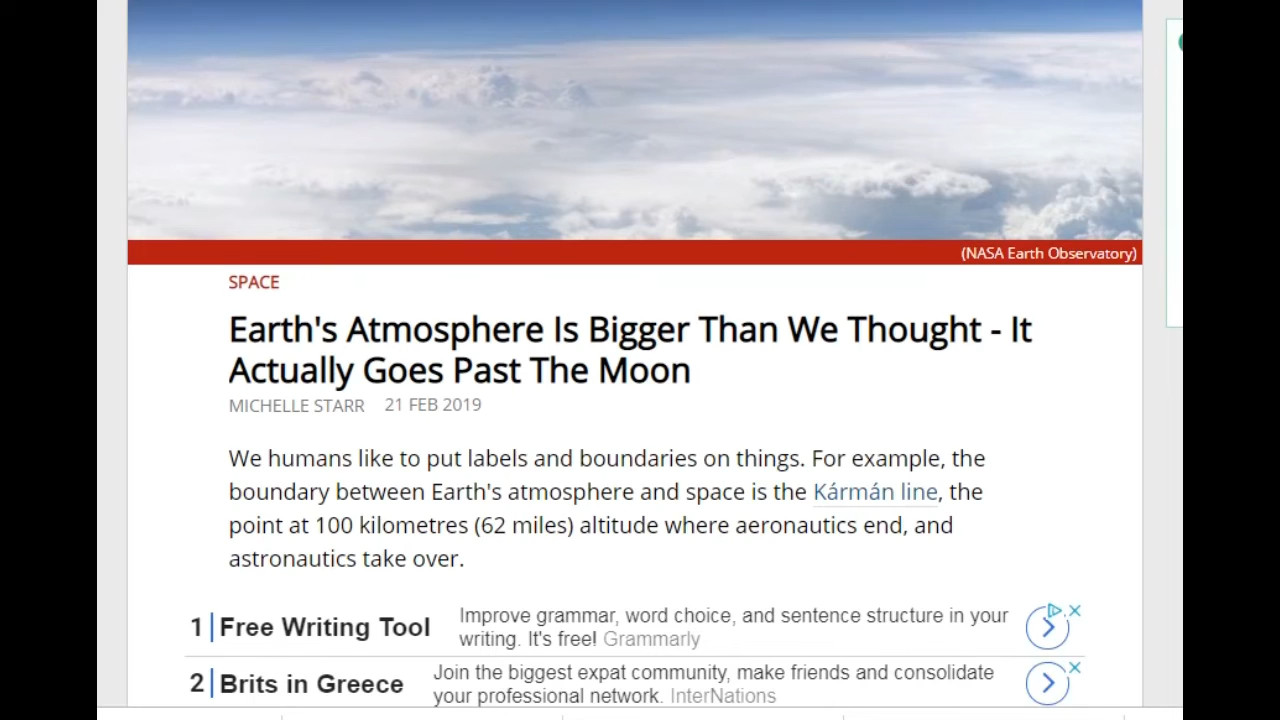 (NASA Earth Observatory)
SPACE
Earth's Atmosphere Is Bigger Than We Thought - It
Actually Goes Past The Moon
MICHELLE STARR 21 FEB 2019
We humans like to put labels and boundaries on things. For example, the
boundary between Earth's atmosphere and space is the Kármán line, the
point at 100 kilometres (62 miles) altitude where aeronautics end, and
astronautics take over.
1 Free Writing Tool
Improve grammar, word choice, and sentence structure in your
writing. It's free! Grammarly
2 Brits in Greece
Join the biggest expat community, make friends and consolidate
your professional network. InterNations